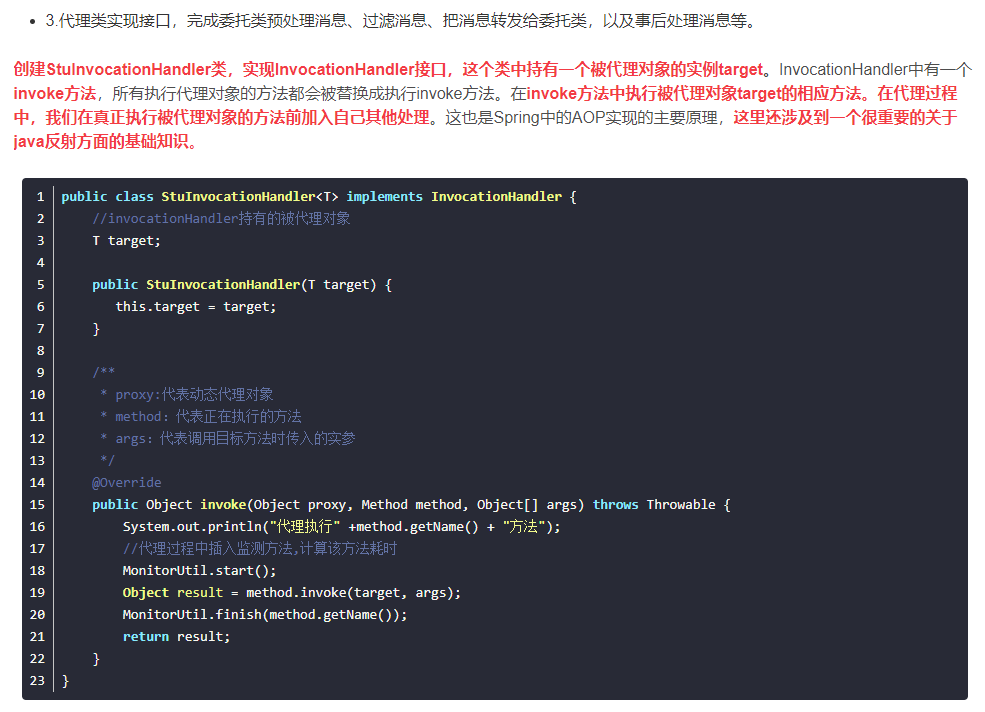 3.代理类实现接口，完成委托类预处理消息、过滤消息、把消息转发给委托类，以及事后处理消息等。
创建StuInvocationHandler类，实现InvocationHandler接口，这个类中持有一个被代理对象的实例target。InvocationHandler中有一个
invoke方法，所有执行代理对象的方法都会被替换成执行invoke方法。在invoke方法中执行被代理对象target的相应方法。在代理过程
中，我们在真正执行被代理对象的方法前加入自己其他处理。这也是Spring中的AOP实现的主要原理，这里还涉及到一个很重要的关于
java反射方面的基础知识。
1 public class StuInvocationHandler<T> implements InvocationHandler {
2     //invocationHandler持有的被代理对象
3     T target;
4
5     public StuInvocationHandler(T target) {
6        this.target = target;
7     }
8
9     /**
10      * proxy:代表动态代理对象
11      * method：代表正在执行的方法
12      * args：代表调用目标方法时传入的实参
13      */
14     @Override
15     public Object invoke(Object proxy, Method method, Object[] args) throws Throwable {
16         System.out.println("代理执行" +method.getName() + "方法");
17         //代理过程中插入监测方法,计算该方法耗时
18         MonitorUtil.start();
19         Object result = method.invoke(target, args);
20         MonitorUtil.finish(method.getName());
21         return result;
22     }
23 }